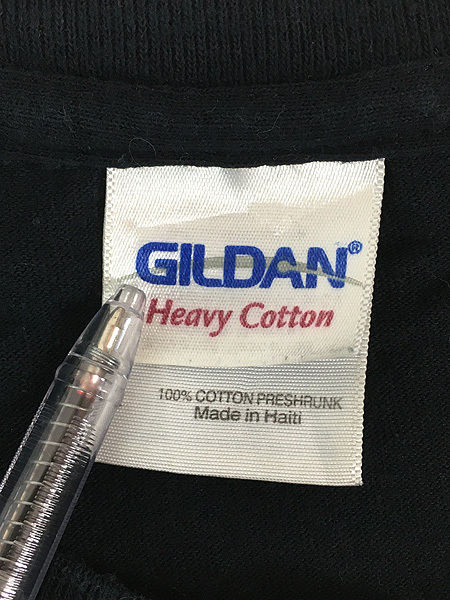 GILDAN®
Heavy Cotton
100% COTTON PRESHRUNK
Made in Haiti